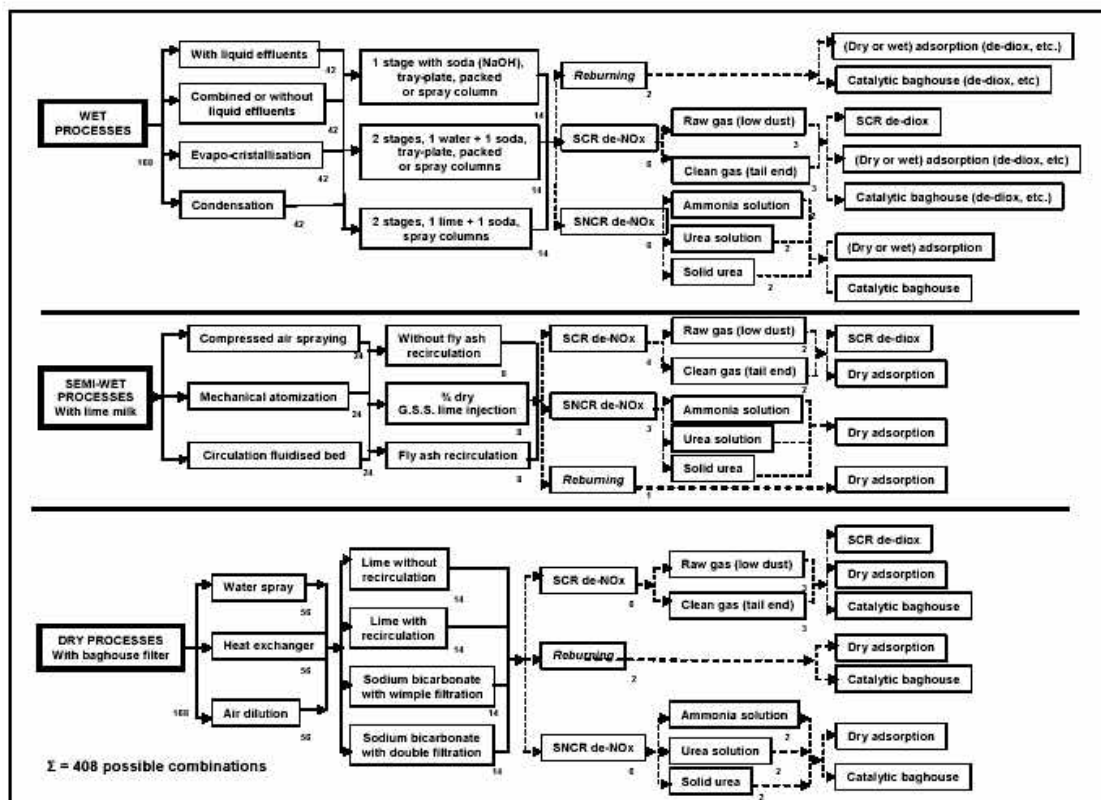 WET
PROCESSES
168
With liquid effluents
42
Combined or without
liquid effluents
42
Evapo-cristallisation
42
Condensation
42
1 stage with soda (NaOH),
tray-plate, packed
or spray column
14
2 stages, 1 water + 1 soda,
tray-plate, packed
or spray columns
14
2 stages, 1 lime + 1 soda,
spray columns
14
Reburning
2
SCR de-NOx
6
SNCR de-NOx
6
Raw gas (low dust)
3
Clean gas (tail end)
3
Ammonia solution
2
Urea solution
2
Solid urea
2
(Dry or wet) adsorption (de-diox, etc.)
Catalytic baghouse (de-diox, etc)
SCR de-diox
(Dry or wet) adsorption (de-diox, etc)
Catalytic baghouse (de-diox, etc.)
(Dry or wet) adsorption
Catalytic baghouse
SEMI-WET
PROCESSES
With lime milk
Compressed air spraying
24
Mechanical atomization
24
Circulation fluidised bed
24
Without fly ash
recirculation
8
¾ dry
G.S.S. lime injection
8
Fly ash recirculation
8
SCR de-NOx
4
SNCR de-NOx
3
Reburning
1
Raw gas (low dust)
2
Clean gas (tail end)
2
Ammonia solution
Urea solution
Solid urea
SCR de-diox
Dry adsorption
Dry adsorption
Dry adsorption
DRY PROCESSES
With baghouse filter
168
Water spray
56
Heat exchanger
56
Air dilution
56
Lime without
recirculation
14
Lime with
recirculation
14
Sodium bicarbonate
with wimple filtration
14
Sodium bicarbonate
with double filtration
14
SCR de-NOx
6
Reburning
2
SNCR de-NOx
6
Raw gas (low dust)
3
Clean gas (tail end)
3
Ammonia solution
2
Urea solution
2
Solid urea
2
SCR de-diox
Dry adsorption
Catalytic baghouse
Dry adsorption
Catalytic baghouse
Dry adsorption
Catalytic baghouse
Σ = 408 possible combinations